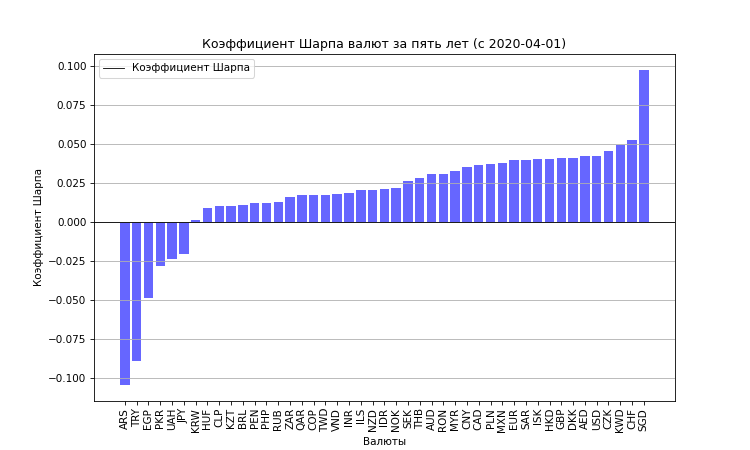 Коэффициент Шарпа валют за пять лет (с 2020-04-01)
Коэффициент Шарпа
0.100
0.075
0.050
0.025
0.000
−0.025
−0.050
−0.075
−0.100
Коэффициент Шарпа
ARS
TRY
EGP
PKR
UAH
JPY
KRW
HUF
CLP
KZT
BRL
PEN
PHP
RUB
ZAR
QAR
COP
TWD
VND
INR
ILS
NZD
IDR
NOK
SEK
THB
AUD
RON
MYR
CNY
CAD
PLN
MXN
EUR
SAR
ISK
HKD
GBP
DKK
AED
USD
CZK
KWD
CHF
SGD
Валюты